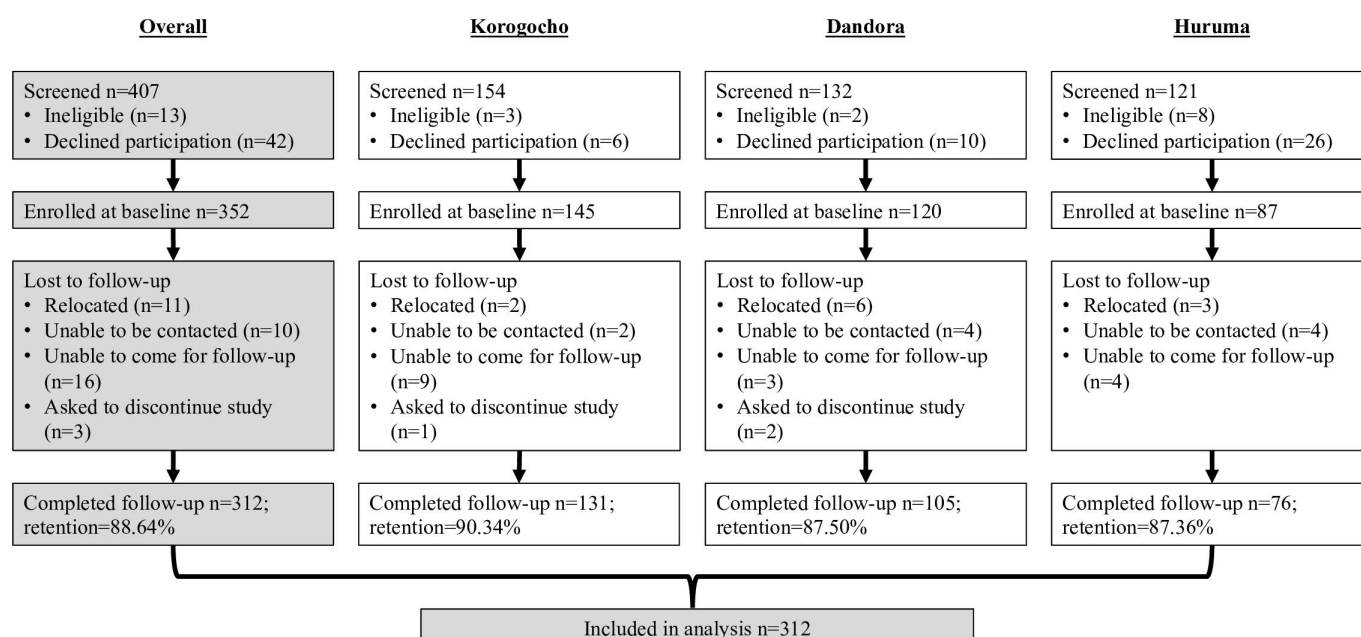 Overall
Screened n=407
• Ineligible (n=13)
• Declined participation (n=42)
Enrolled at baseline n=352
Lost to follow-up
• Relocated (n=11)
• Unable to be contacted (n=10)
• Unable to come for follow-up
(n=16)
• Asked to discontinue study
(n=3)
Completed follow-up n=312;
retention=88.64%
Korogocho
Screened n=154
• Ineligible (n=3)
• Declined participation (n=6)
Enrolled at baseline n=145
Lost to follow-up
• Relocated (n=2)
• Unable to be contacted (n=2)
• Unable to come for follow-up
(n=9)
• Asked to discontinue study
(n=1)
Completed follow-up n=131;
retention=90.34%
Dandora
Screened n=132
• Ineligible (n=2)
• Declined participation (n=10)
Enrolled at baseline n=120
Lost to follow-up
• Relocated (n=6)
• Unable to be contacted (n=4)
• Unable to come for follow-up
(n=3)
• Asked to discontinue study
(n=2)
Completed follow-up n=105;
retention=87.50%
Huruma
Screened n=121
• Ineligible (n=8)
• Declined participation (n=26)
Enrolled at baseline n=87
Lost to follow-up
• Relocated (n=3)
• Unable to be contacted (n=4)
• Unable to come for follow-up
(n=4)
Completed follow-up n=76;
retention=87.36%
Included in analysis n=312